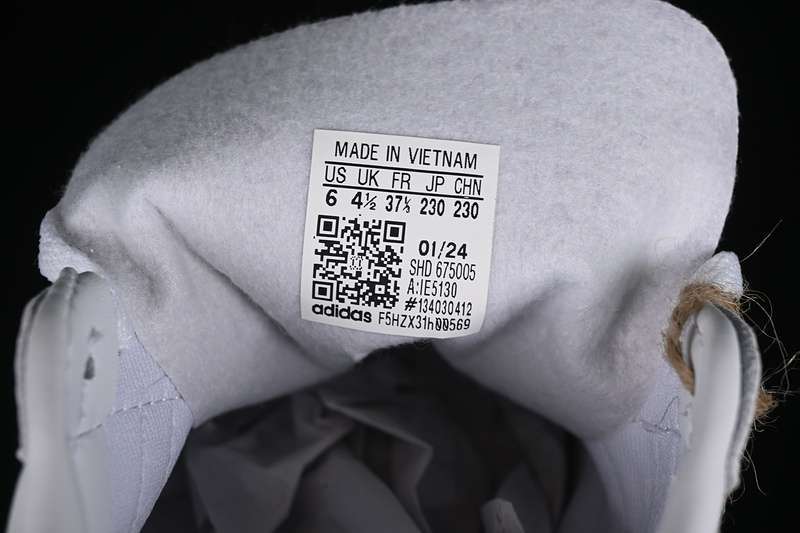 MADE IN VIETNAM
US UK FR JP CHN
6 4½ 37⅓ 230 230
01/24
SHD 675005
A:IE5130
#134030412
adidas F5HZX31h00569